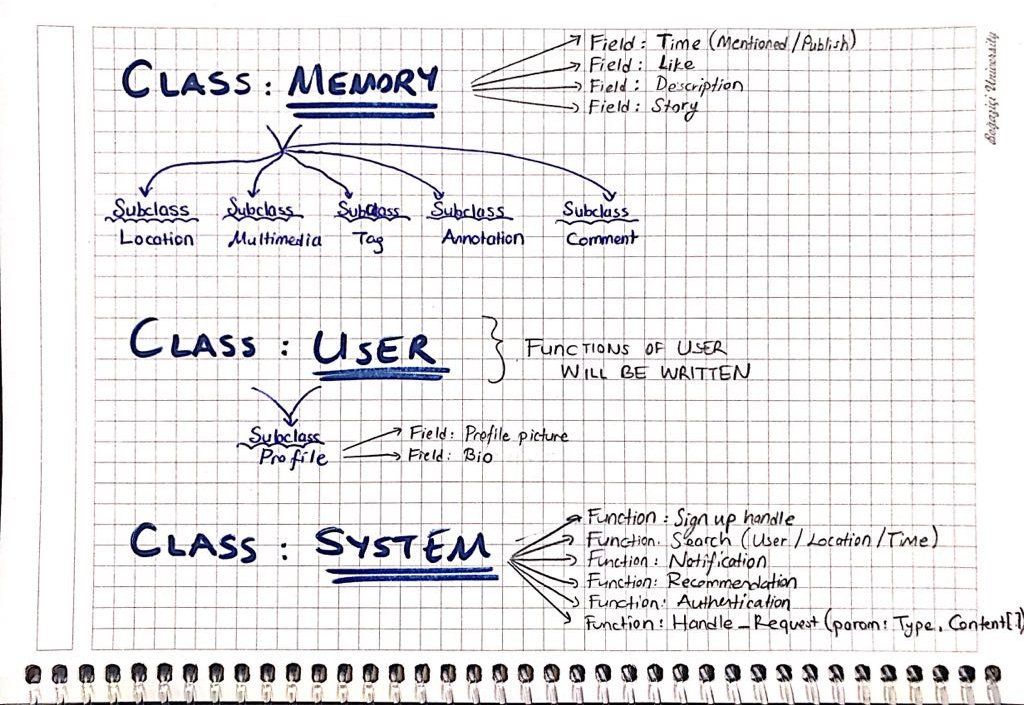 Boğaziçi University
CLASS : MEMORY
Field : Time (Mentioned/Publish)
Field : Like
Field : Description
Field : Story
Subclass Subclass Subclass Subclass Subclass
Location Multimedia Tag Annotation Comment
CLASS : USER
FUNCTIONS OF USER
WILL BE WRITTEN
Subclass
Profile
Field: Profile picture
Field: Bio
CLASS : SYSTEM
Function : Sign up handle
Function. Search (User/Location/Time)
Function : Notification
Function: Recommendation
Function: Authentication
Function : Handle_Request (param: Type, Content[])